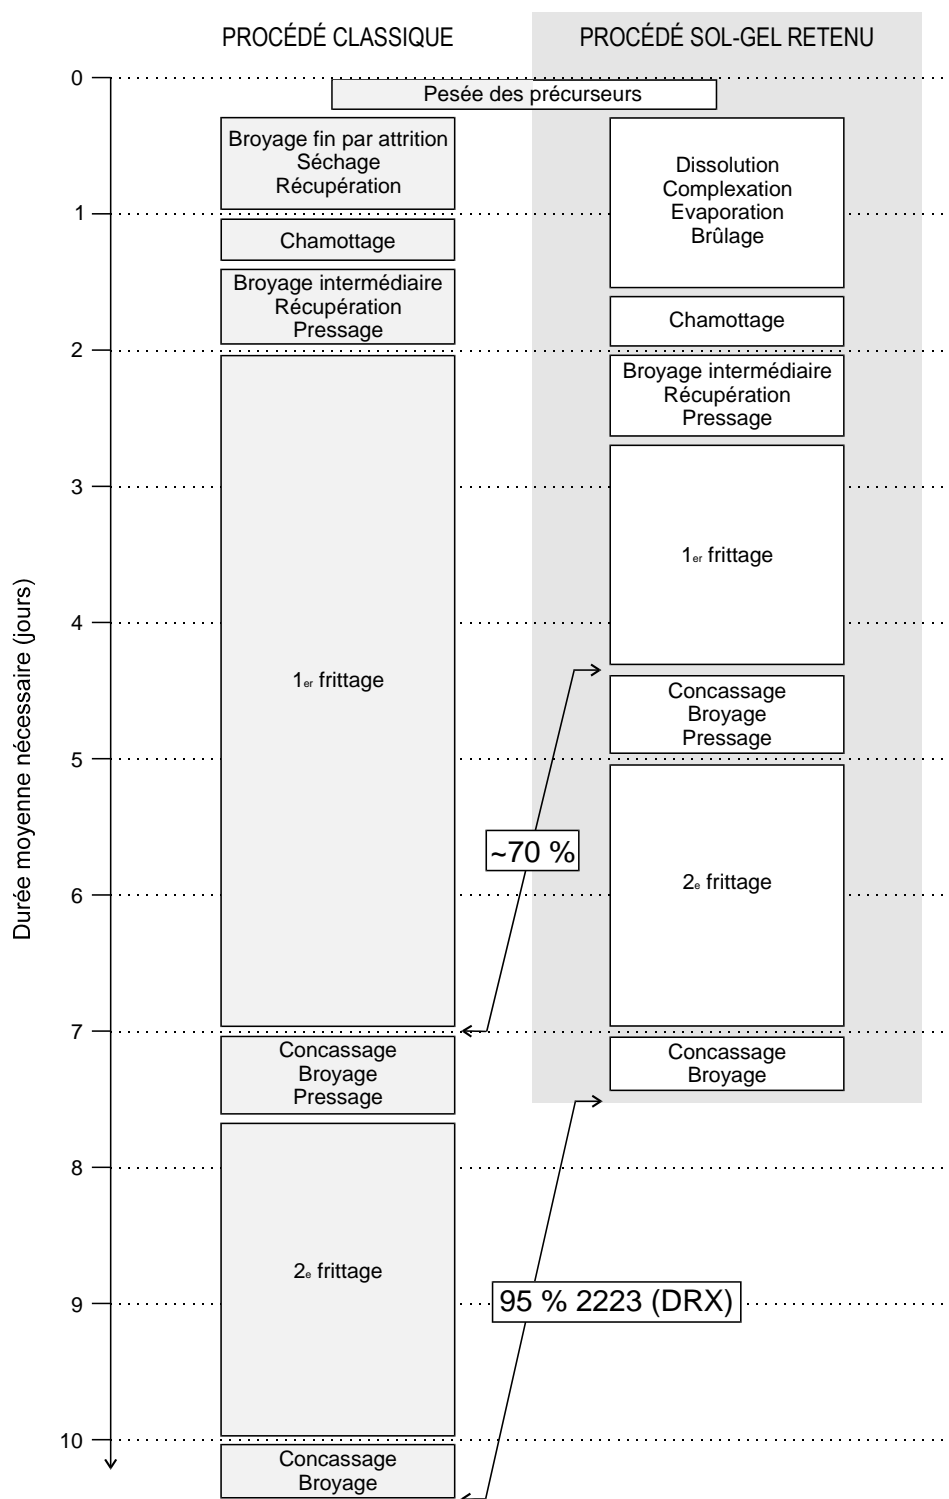 PROCÉDÉ CLASSIQUE
PROCÉDÉ SOL-GEL RETENU
Durée moyenne nécessaire (jours)
0
1
2
3
4
5
6
7
8
9
10
Pesée des précurseurs
Broyage fin par attrition
Séchage
Récupération
Chamottage
Broyage intermédiaire
Récupération
Pressage
1er frittage
Concassage
Broyage
Pressage
2e frittage
Concassage
Broyage
Dissolution
Complexation
Evaporation
Brûlage
Chamottage
Broyage intermédiaire
Récupération
Pressage
1er frittage
Concassage
Broyage
Pressage
2e frittage
Concassage
Broyage
~70 %
95 % 2223 (DRX)